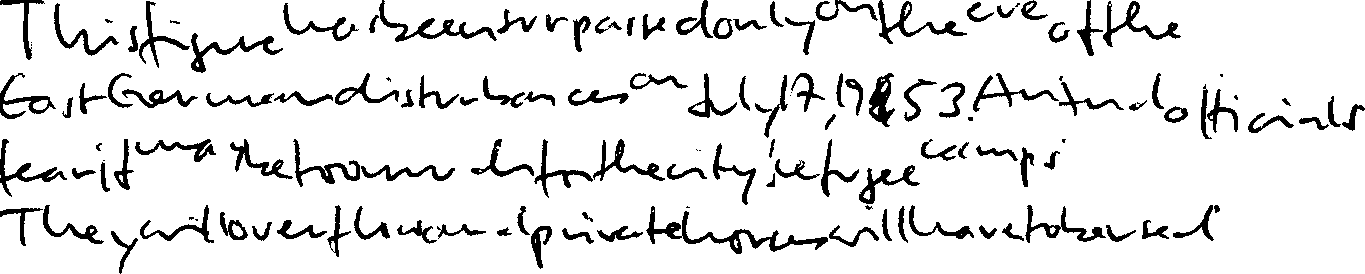 This figure has been surpassed only on the eve of the
East German disturbances on July 17, 1953. And officials
fear it may be too much for the city's refugee camps
They will overflow and private homes will have to be used